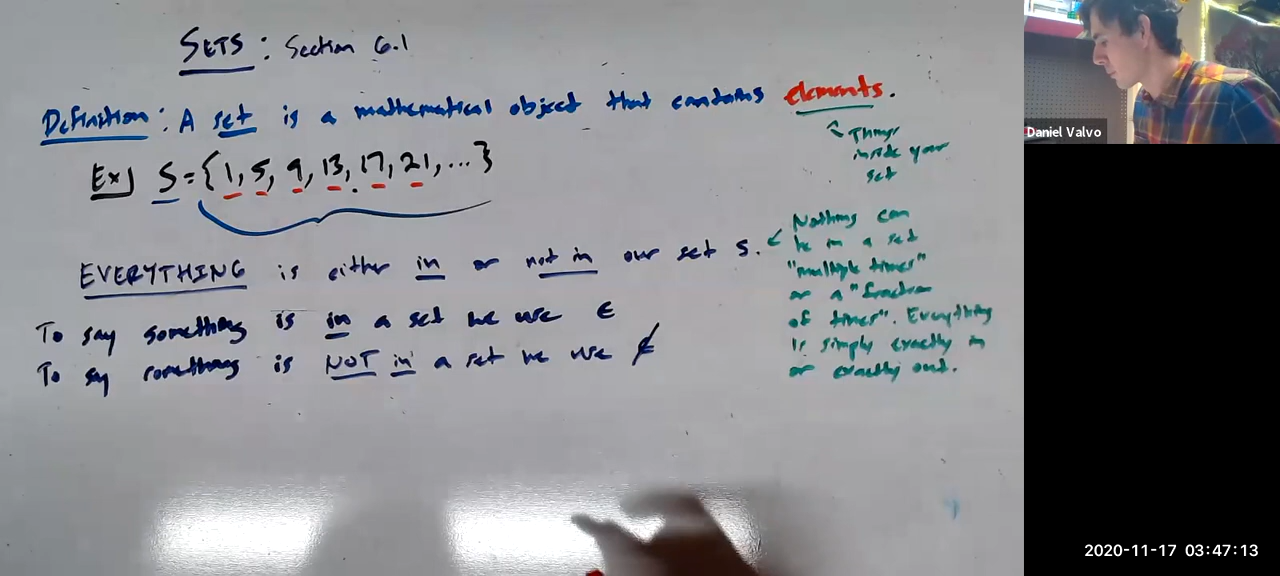 SETS: Section 6.1
Definition: A set is a mathematical object that contains elements.
Things
inside your
set
Ex] S = {1, 5, 9, 13, 17, 21, ...}
EVERYTHING is either in or not in our set S.
Nothing can
be in a set
"multiple times"
or a "fraction
of times". Everything
is simply exactly in
or exactly out.
To say something is in a set we use ∈
To say something is NOT in a set we use ∉
Daniel Valvo
2020-11-17 03:47:13